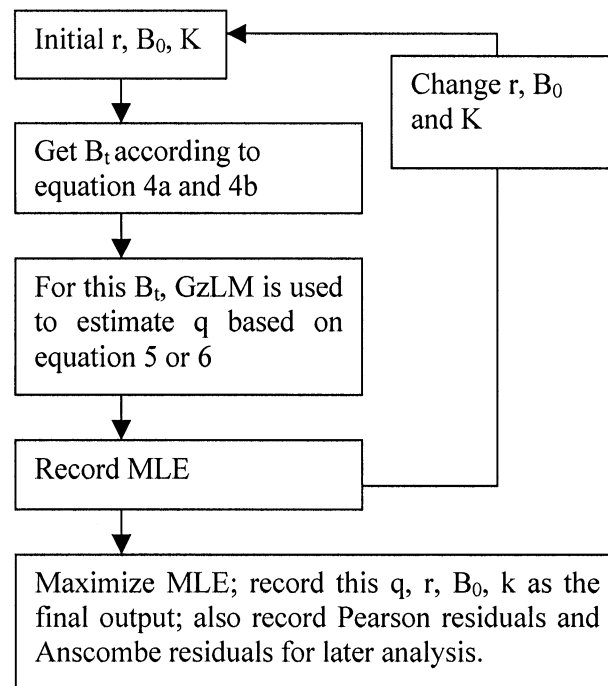 Initial r, B₀, K
Change r, B₀
and K
Get Bₜ according to
equation 4a and 4b
For this Bₜ, GzLM is used
to estimate q based on
equation 5 or 6
Record MLE
Maximize MLE; record this q, r, B₀, k as the
final output; also record Pearson residuals and
Anscombe residuals for later analysis.